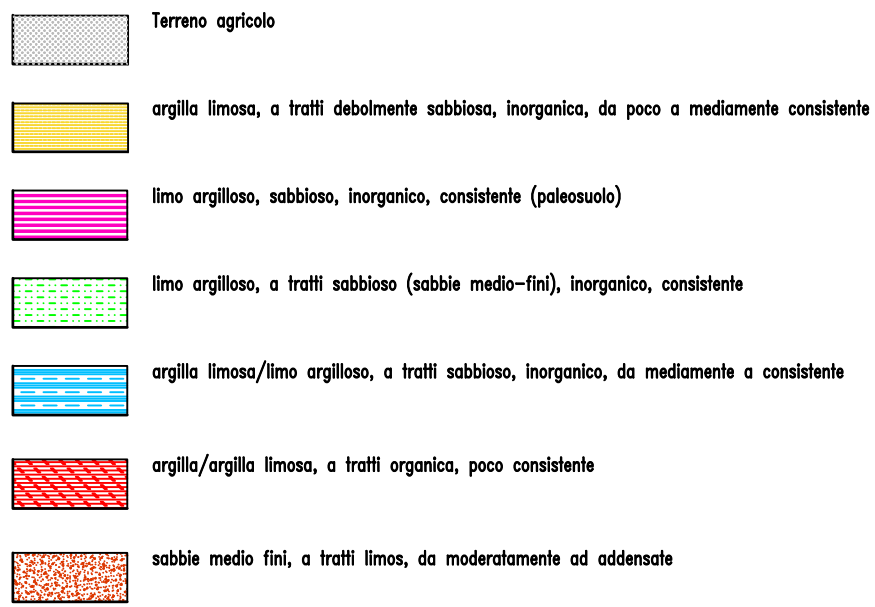 Terreno agricolo
argilla limosa, a tratti debolmente sabbiosa, inorganica, da poco a mediamente consistente
limo argilloso, sabbioso, inorganico, consistente (paleosuolo)
limo argilloso, a tratti sabbioso (sabbie medio-fini), inorganico, consistente
argilla limosa/limo argilloso, a tratti sabbioso, inorganico, da mediamente a consistente
argilla/argilla limosa, a tratti organica, poco consistente
sabbie medio fini, a tratti limos, da moderatamente ad addensate